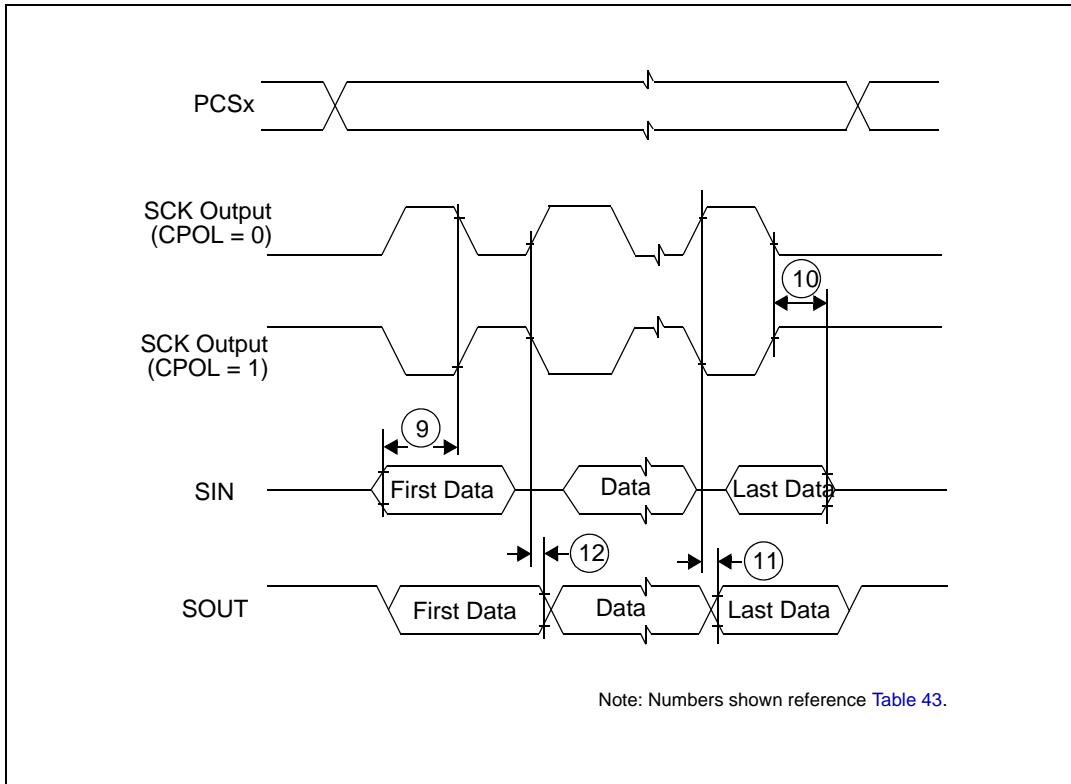 PCSx
SCK Output
(CPOL = 0)
10
SCK Output
(CPOL = 1)
9
SIN
First Data
Data
Last Data
12
11
SOUT
First Data
Data
Last Data
Note: Numbers shown reference Table 43.